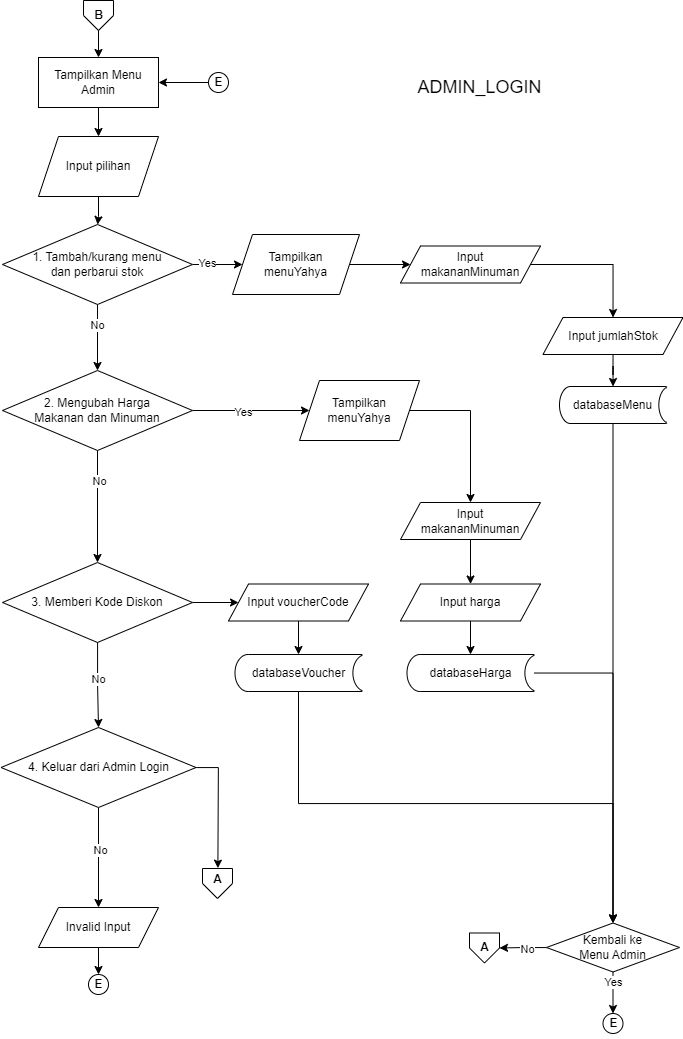 B
Tampilkan Menu
Admin
E
ADMIN_LOGIN
Input pilihan
1. Tambah/kurang menu
dan perbarui stok
Yes
Tampilkan
menuYahya
Input
makananMinuman
No
Input jumlahStok
2. Mengubah Harga
Makanan dan Minuman
Yes
Tampilkan
menuYahya
databaseMenu
No
Input
makananMinuman
3. Memberi Kode Diskon
Input voucherCode
Input harga
No
databaseVoucher
databaseHarga
4. Keluar dari Admin Login
No
A
Invalid Input
E
Kembali ke
Menu Admin
No
A
Yes
E